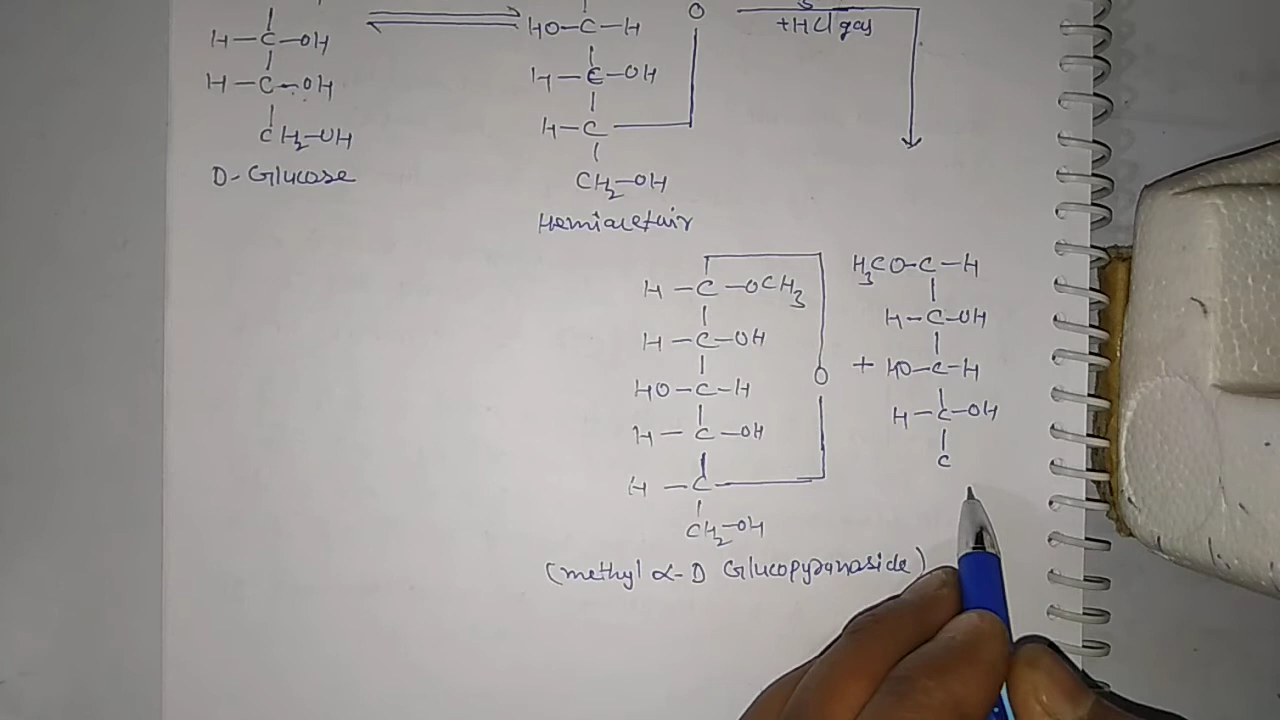 H-C-OH
H-C-OH
CH2-OH
D-Glucose
HO-C-H
H-C-OH
H-C
CH2-OH
O
+HCl gas
H-C-OCH3
H-C-OH
HO-C-H
H-C-OH
H-C
CH2-OH
O
(methyl α-D Glucopyranoside)
+
H3CO-C-H
H-C-OH
HO-C-H
H-C-OH
C